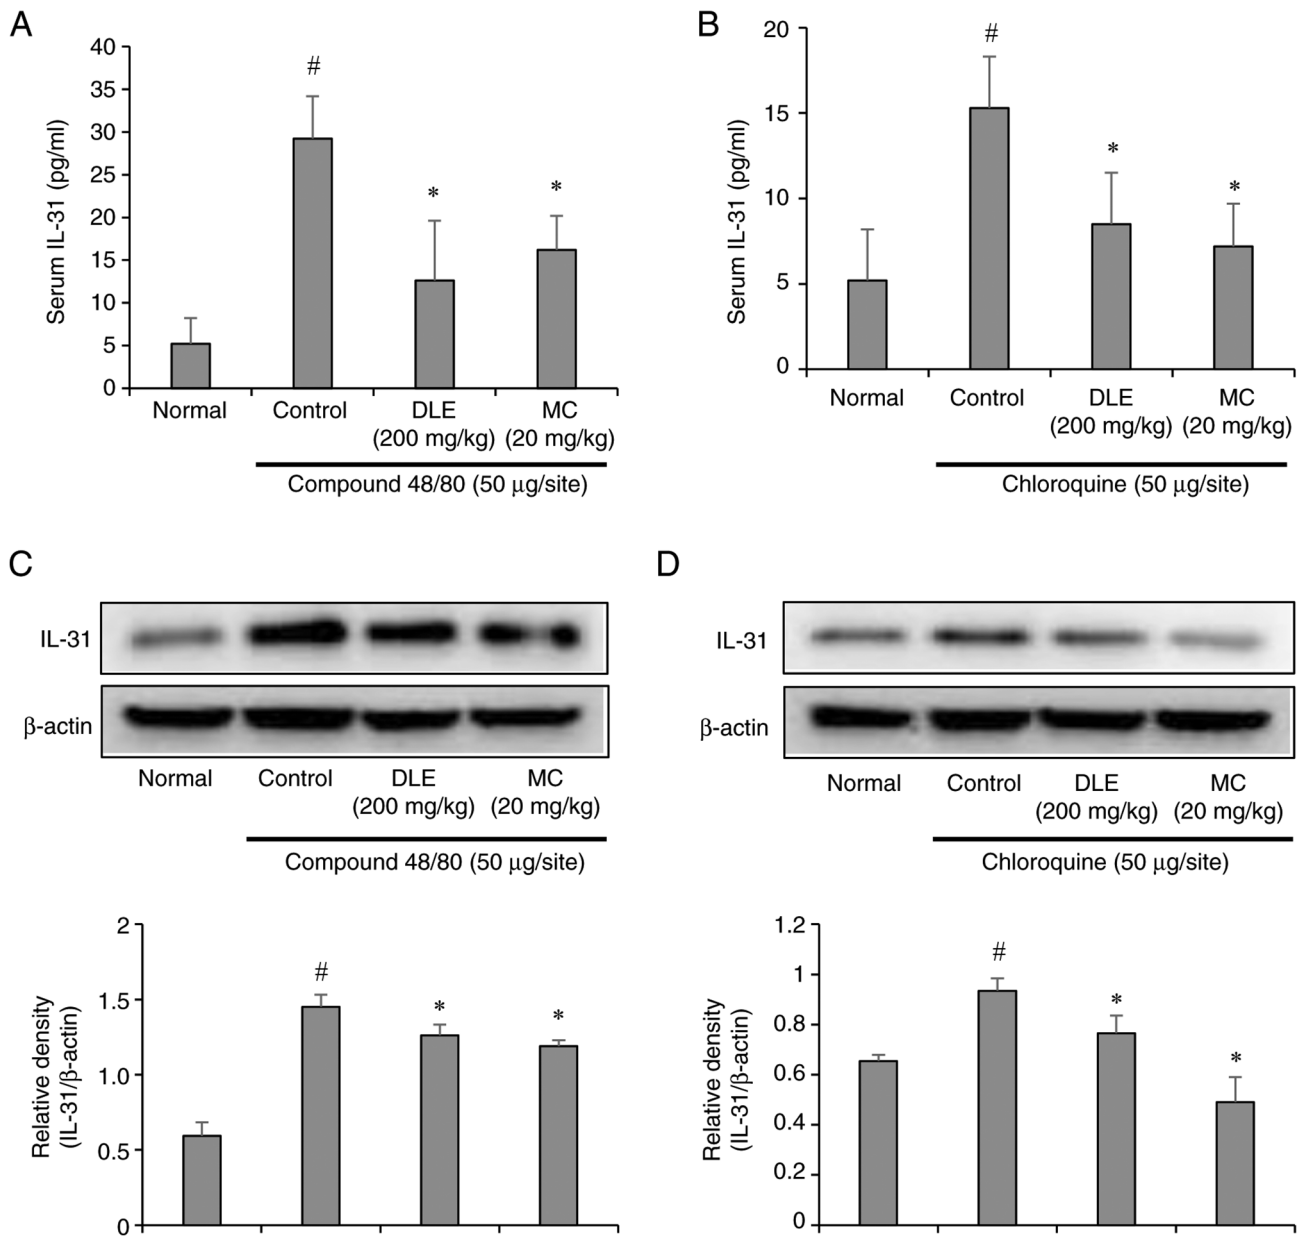 A
Serum IL-31 (pg/ml)
40
35
30
25
20
15
10
5
0
#
*
*
Normal
Control
DLE
(200 mg/kg)
MC
(20 mg/kg)
Compound 48/80 (50 µg/site)
B
Serum IL-31 (pg/ml)
20
15
10
5
0
#
*
*
Normal
Control
DLE
(200 mg/kg)
MC
(20 mg/kg)
Chloroquine (50 µg/site)
C
IL-31
β-actin
Normal
Control
DLE
(200 mg/kg)
MC
(20 mg/kg)
Compound 48/80 (50 µg/site)
Relative density
(IL-31/β-actin)
2
1.5
1.0
0.5
0
#
*
*
D
IL-31
β-actin
Normal
Control
DLE
(200 mg/kg)
MC
(20 mg/kg)
Chloroquine (50 µg/site)
Relative density
(IL-31/β-actin)
1.2
1
0.8
0.6
0.4
0.2
0
#
*
*